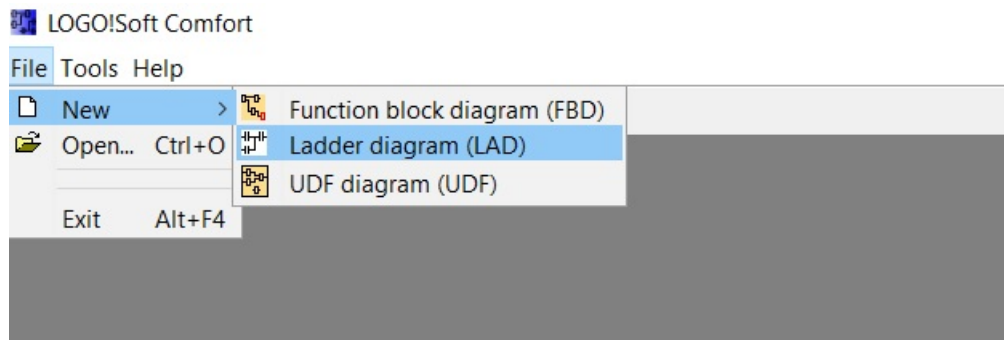 LOGO!Soft Comfort
File Tools Help
New > Function block diagram (FBD)
Open... Ctrl+O Ladder diagram (LAD)
UDF diagram (UDF)
Exit Alt+F4